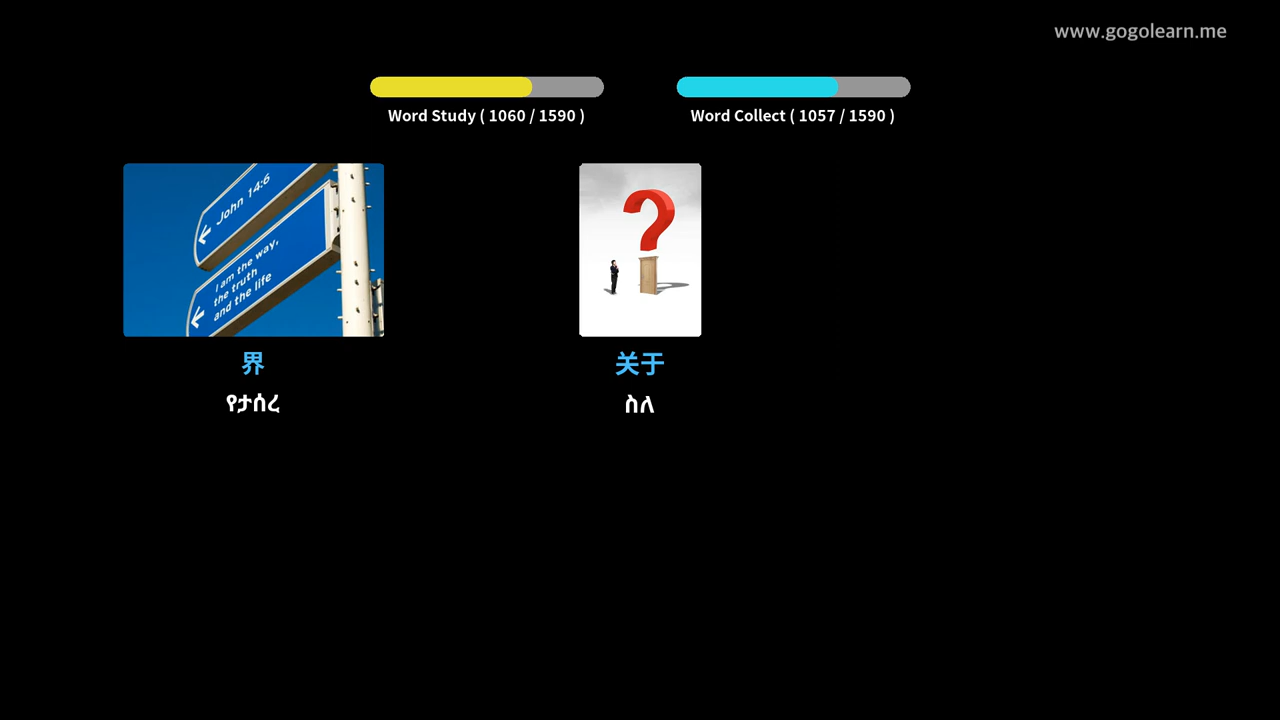 www.gogolearn.me
Word Study ( 1060 / 1590 )
Word Collect ( 1057 / 1590 )
John 14:6
I am the way,
the truth
and the life
界
የታሰረ
关于
ስለ